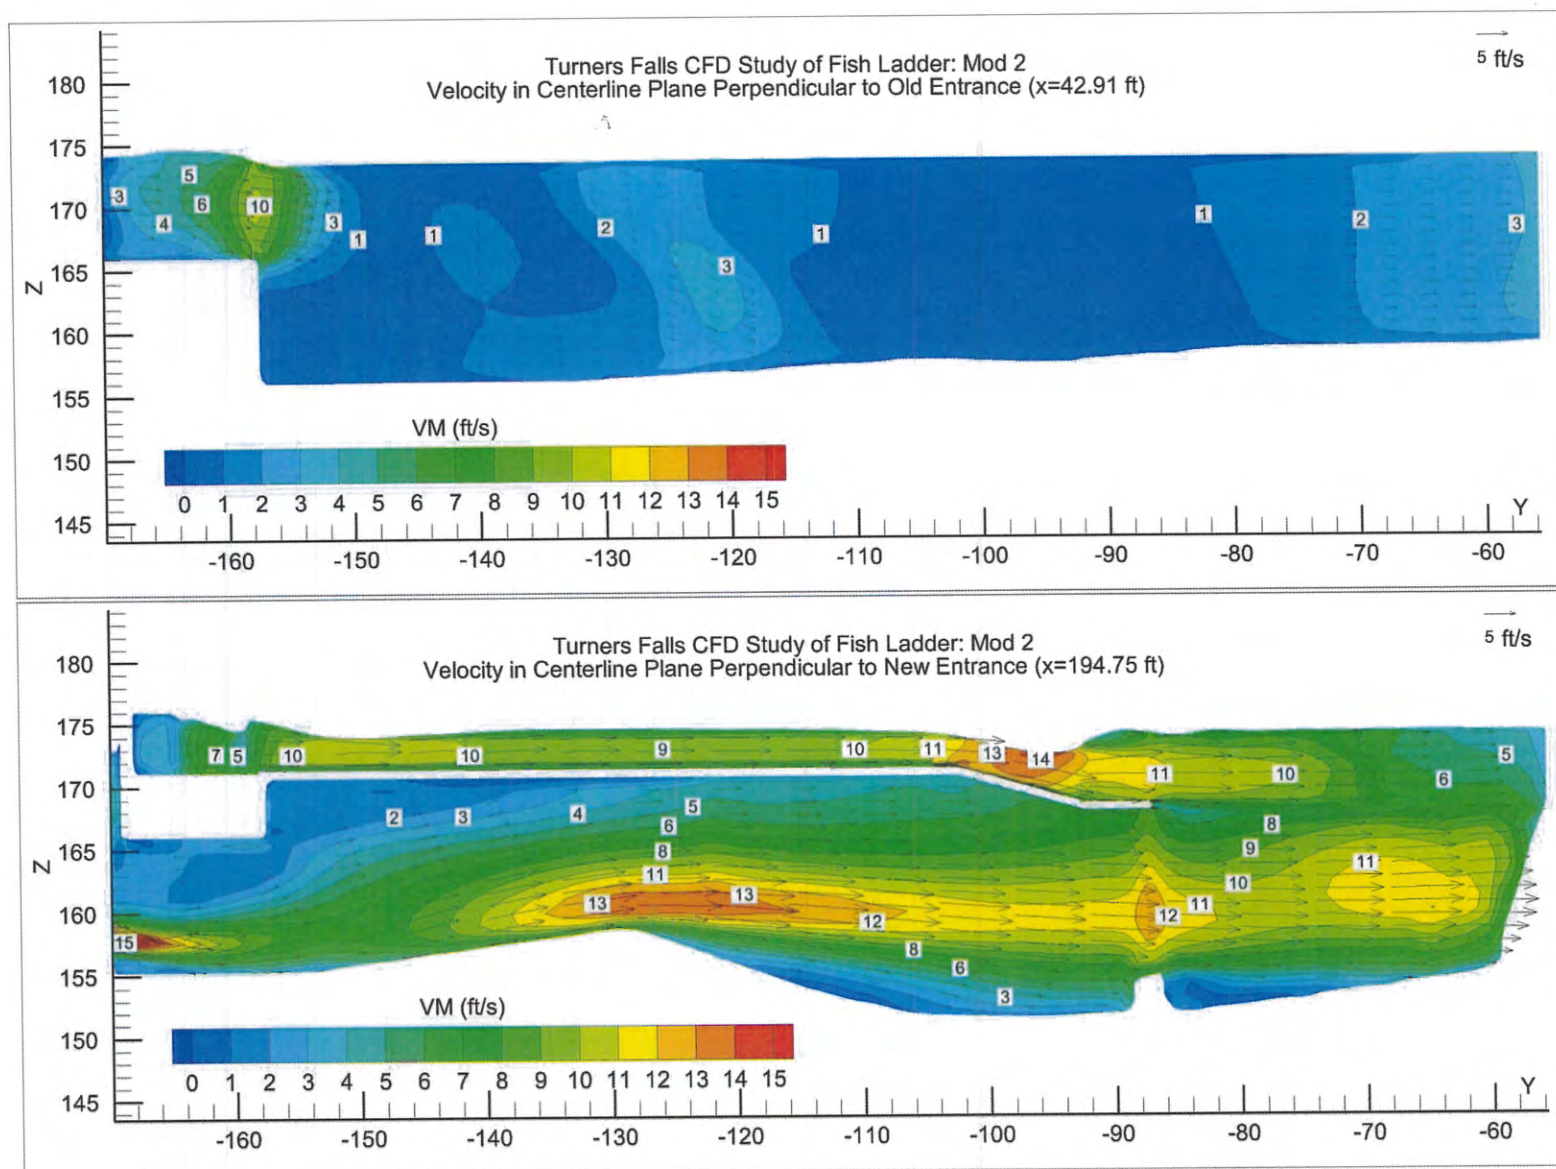 Turners Falls CFD Study of Fish Ladder: Mod 2
5 ft/s
Velocity in Centerline Plane Perpendicular to Old Entrance (x=42.91 ft)
180
175
170
165
160
155
150
145
Z
3
5
6
4
10
3
1
1
2
3
1
1
2
3
VM (ft/s)
0 1 2 3 4 5 6 7 8 9 10 11 12 13 14 15
Y
-160 -150 -140 -130 -120 -110 -100 -90 -80 -70 -60
Turners Falls CFD Study of Fish Ladder: Mod 2
5 ft/s
Velocity in Centerline Plane Perpendicular to New Entrance (x=194.75 ft)
180
175
170
165
160
155
150
145
Z
7 5 10 10 9 10 11 13 14 11 10 6 5
2 3 4 5
6
8
11
13 13 12
8
6
3
15
8
9
10
11
12
11
VM (ft/s)
0 1 2 3 4 5 6 7 8 9 10 11 12 13 14 15
Y
-160 -150 -140 -130 -120 -110 -100 -90 -80 -70 -60